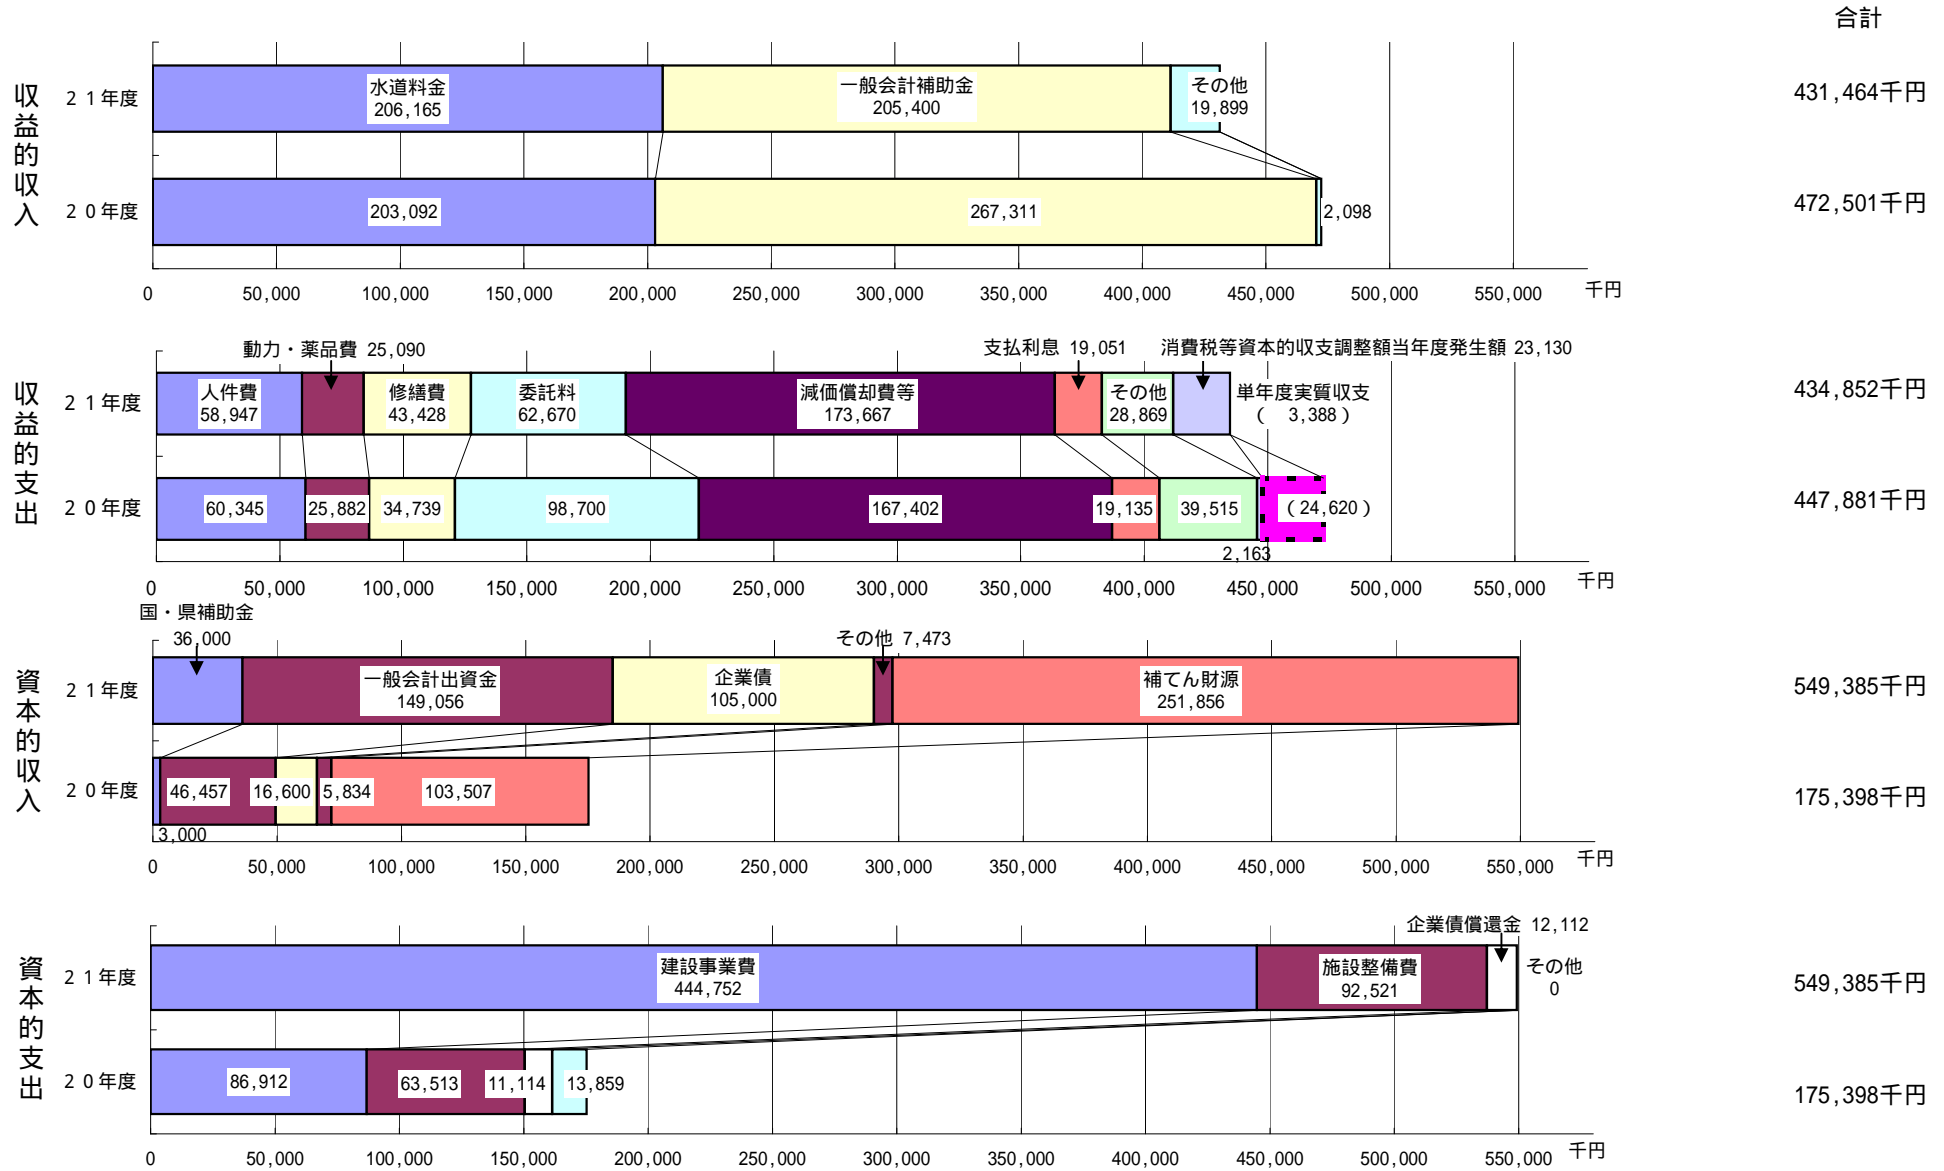 合計
収益的収入
２１年度
水道料金
206,165
一般会計補助金
205,400
その他
19,899
431,464千円
２０年度
203,092
267,311
2,098
472,501千円
0 50,000 100,000 150,000 200,000 250,000 300,000 350,000 400,000 450,000 500,000 550,000 千円
収益的支出
動力・薬品費 25,090
支払利息 19,051
消費税等資本的収支調整額当年度発生額 23,130
２１年度
人件費
58,947
修繕費
43,428
委託料
62,670
減価償却費等
173,667
その他
28,869
単年度実質収支
（ 3,388）
434,852千円
２０年度
60,345
25,882
34,739
98,700
167,402
19,135
39,515
（24,620）
2,163
447,881千円
0 50,000 100,000 150,000 200,000 250,000 300,000 350,000 400,000 450,000 500,000 550,000 千円
資本的収入
国・県補助金
36,000
その他 7,473
２１年度
一般会計出資金
149,056
企業債
105,000
補てん財源
251,856
549,385千円
２０年度
46,457
16,600
5,834
103,507
3,000
175,398千円
0 50,000 100,000 150,000 200,000 250,000 300,000 350,000 400,000 450,000 500,000 550,000 千円
資本的支出
企業債償還金 12,112
２１年度
建設事業費
444,752
施設整備費
92,521
その他
0
549,385千円
２０年度
86,912
63,513
11,114
13,859
175,398千円
0 50,000 100,000 150,000 200,000 250,000 300,000 350,000 400,000 450,000 500,000 550,000 千円